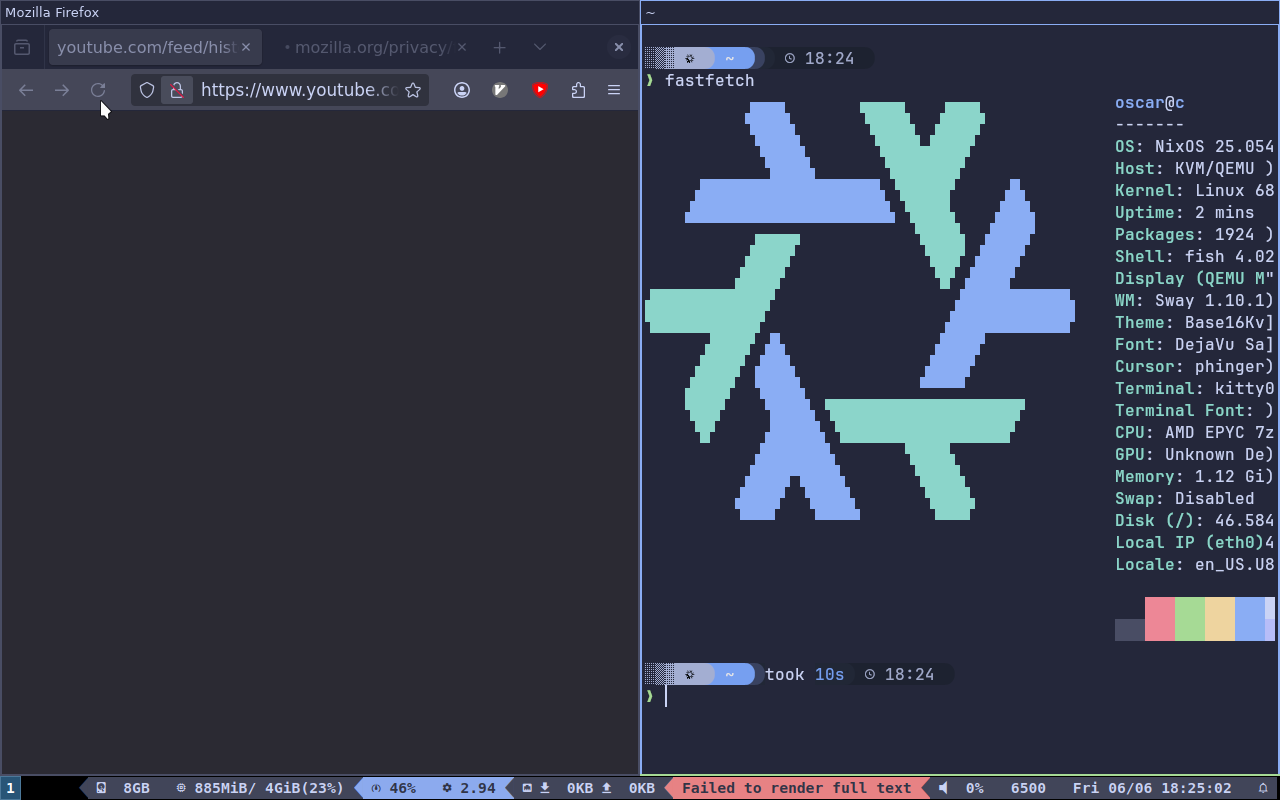 Mozilla Firefox
~
youtube.com/feed/hist
mozilla.org/privacy/
https://www.youtube.co
~ 18:24
❯ fastfetch
oscar@c
-------
OS: NixOS 25.054
Host: KVM/QEMU )
Kernel: Linux 68
Uptime: 2 mins
Packages: 1924 )
Shell: fish 4.02
Display (QEMU M"
WM: Sway 1.10.1)
Theme: Base16Kv]
Font: DejaVu Sa]
Cursor: phinger)
Terminal: kitty0
Terminal Font: )
CPU: AMD EPYC 7z
GPU: Unknown De)
Memory: 1.12 Gi)
Swap: Disabled
Disk (/): 46.584
Local IP (eth0)4
Locale: en_US.U8
~ took 10s 18:24
❯
1 8GB 885MiB/ 4GiB(23%) 46% 2.94 0KB 0KB Failed to render full text 0% 6500 Fri 06/06 18:25:02